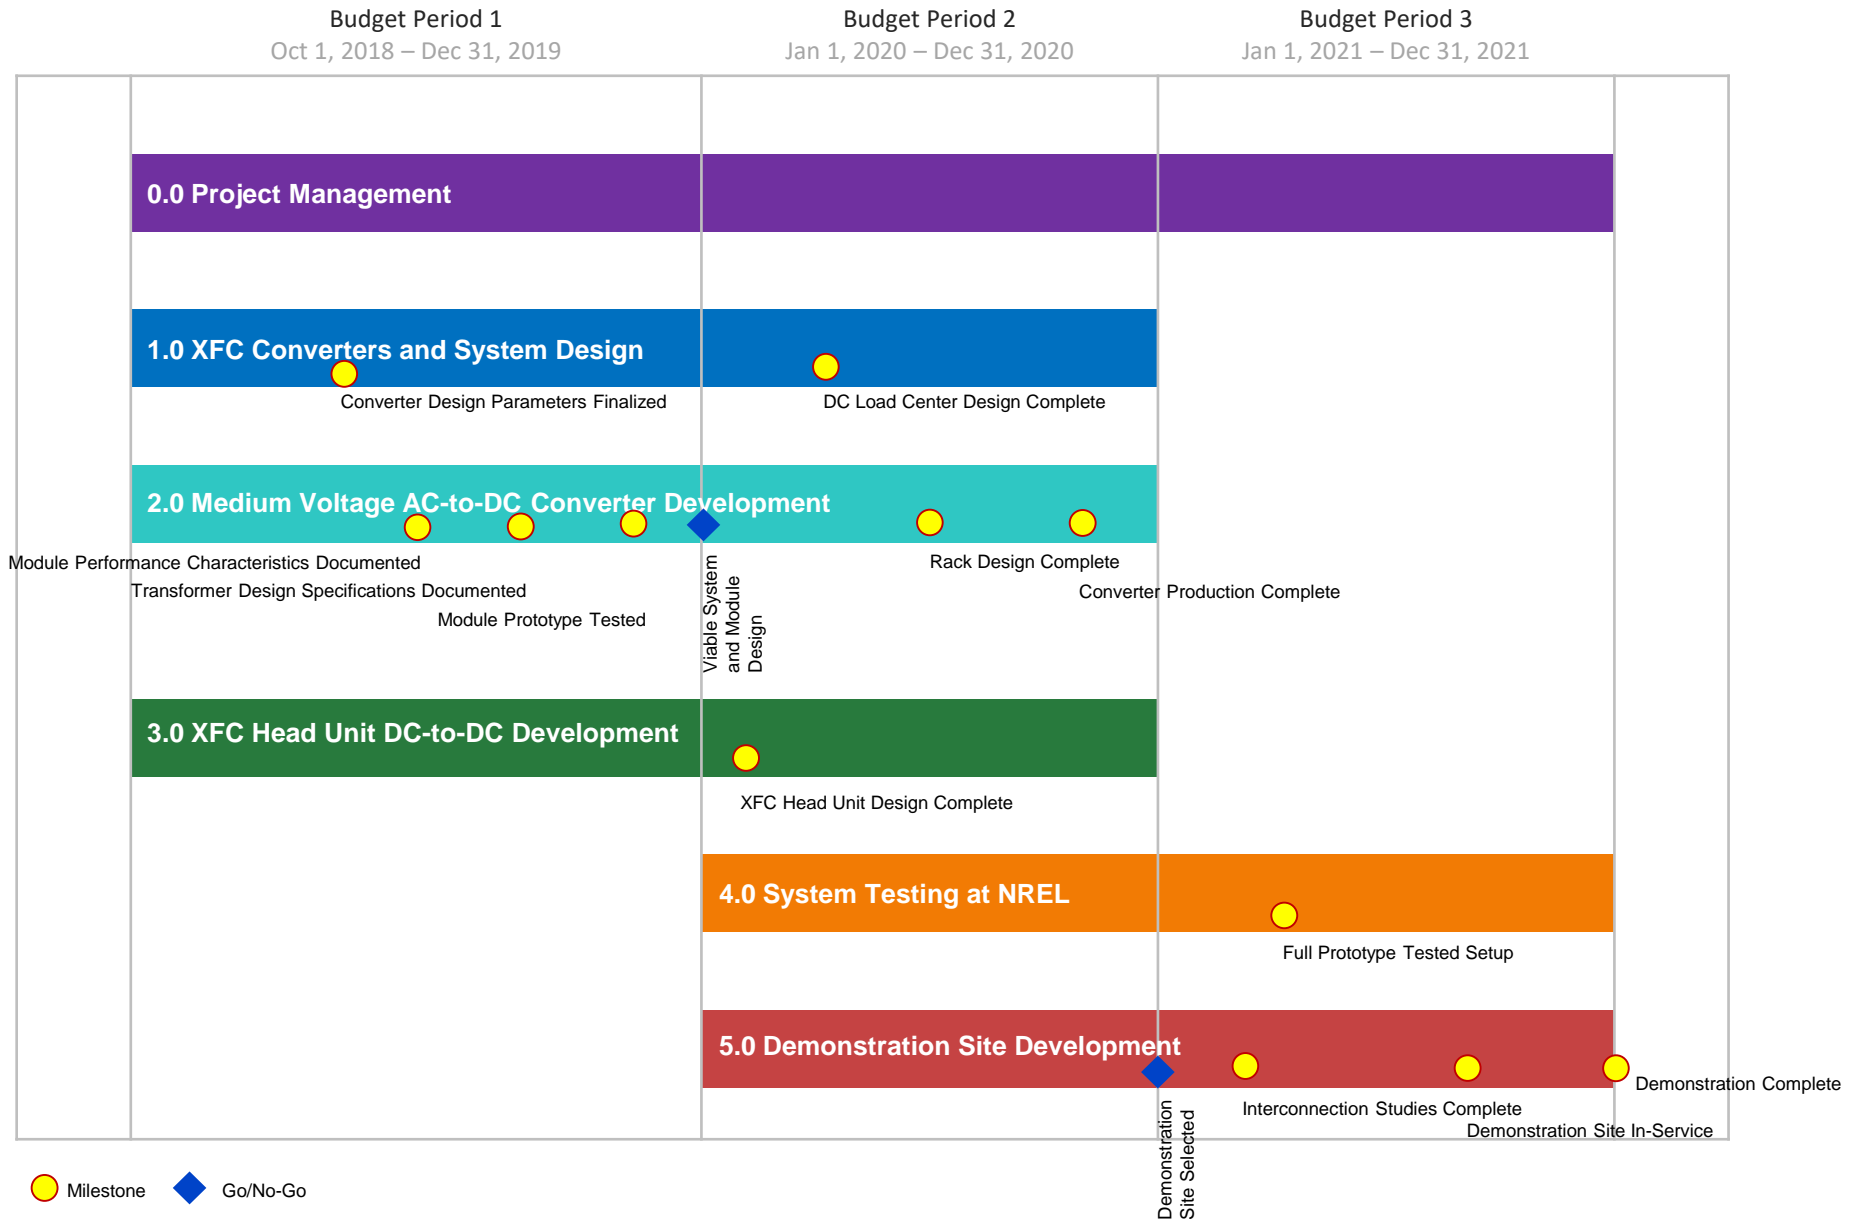 Budget Period 1
Oct 1, 2018 – Dec 31, 2019
Budget Period 2
Jan 1, 2020 – Dec 31, 2020
Budget Period 3
Jan 1, 2021 – Dec 31, 2021
0.0 Project Management
1.0 XFC Converters and System Design
Converter Design Parameters Finalized
DC Load Center Design Complete
2.0 Medium Voltage AC-to-DC Converter Development
Module Performance Characteristics Documented
Transformer Design Specifications Documented
Module Prototype Tested
Viable System
and Module
Design
Rack Design Complete
Converter Production Complete
3.0 XFC Head Unit DC-to-DC Development
XFC Head Unit Design Complete
4.0 System Testing at NREL
Full Prototype Tested Setup
5.0 Demonstration Site Development
Demonstration
Site Selected
Interconnection Studies Complete
Demonstration Site In-Service
Demonstration Complete
Milestone
Go/No-Go